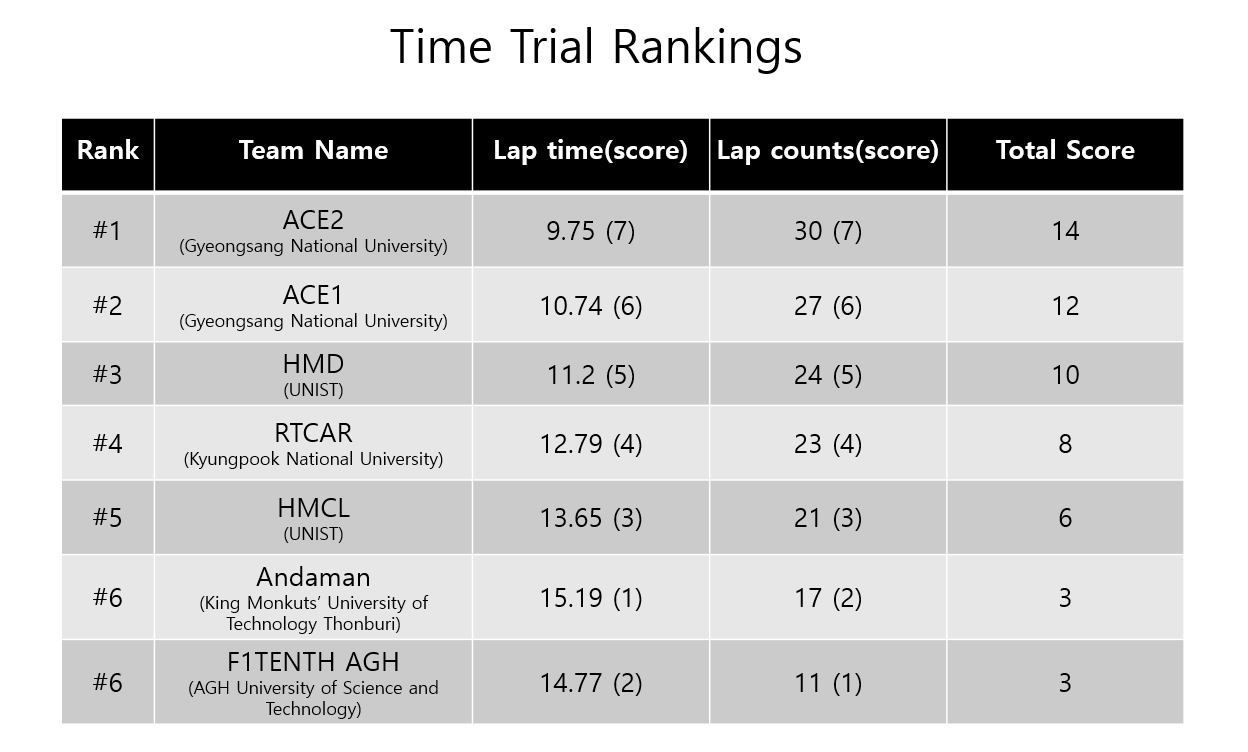 Time Trial Rankings
Rank Team Name Lap time(score) Lap counts(score) Total Score
#1 ACE2 9.75 (7) 30 (7) 14
(Gyeongsang National University)
#2 ACE1 10.74 (6) 27 (6) 12
(Gyeongsang National University)
#3 HMD 11.2 (5) 24 (5) 10
(UNIST)
#4 RTCAR 12.79 (4) 23 (4) 8
(Kyungpook National University)
#5 HMCL 13.65 (3) 21 (3) 6
(UNIST)
#6 Andaman 15.19 (1) 17 (2) 3
(King Monkuts’ University of
Technology Thonburi)
#6 F1TENTH AGH 14.77 (2) 11 (1) 3
(AGH University of Science and
Technology)